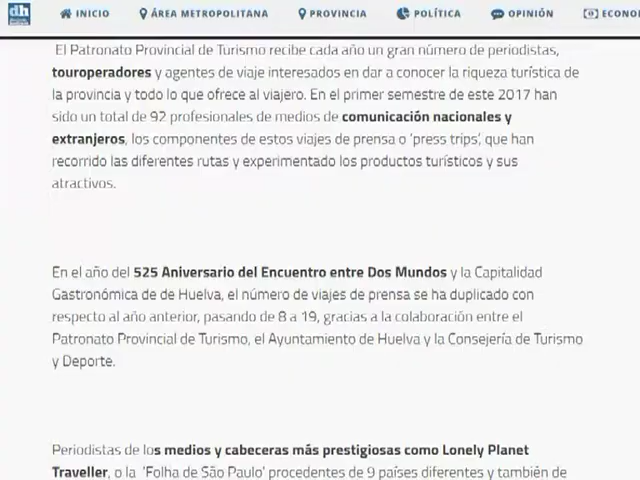 dh INICIO ÁREA METROPOLITANA PROVINCIA POLÍTICA OPINIÓN ECONO
El Patronato Provincial de Turismo recibe cada año un gran número de periodistas,
touroperadores y agentes de viaje interesados en dar a conocer la riqueza turística de
la provincia y todo lo que ofrece al viajero. En el primer semestre de este 2017 han
sido un total de 92 profesionales de medios de comunicación nacionales y
extranjeros, los componentes de estos viajes de prensa o 'press trips', que han
recorrido las diferentes rutas y experimentado los productos turísticos y sus
atractivos.
En el año del 525 Aniversario del Encuentro entre Dos Mundos y la Capitalidad
Gastronómica de de Huelva, el número de viajes de prensa se ha duplicado con
respecto al año anterior, pasando de 8 a 19, gracias a la colaboración entre el
Patronato Provincial de Turismo, el Ayuntamiento de Huelva y la Consejería de Turismo
y Deporte.
Periodistas de los medios y cabeceras más prestigiosas como Lonely Planet
Traveller, o la 'Folha de São Paulo' procedentes de 9 países diferentes y también de